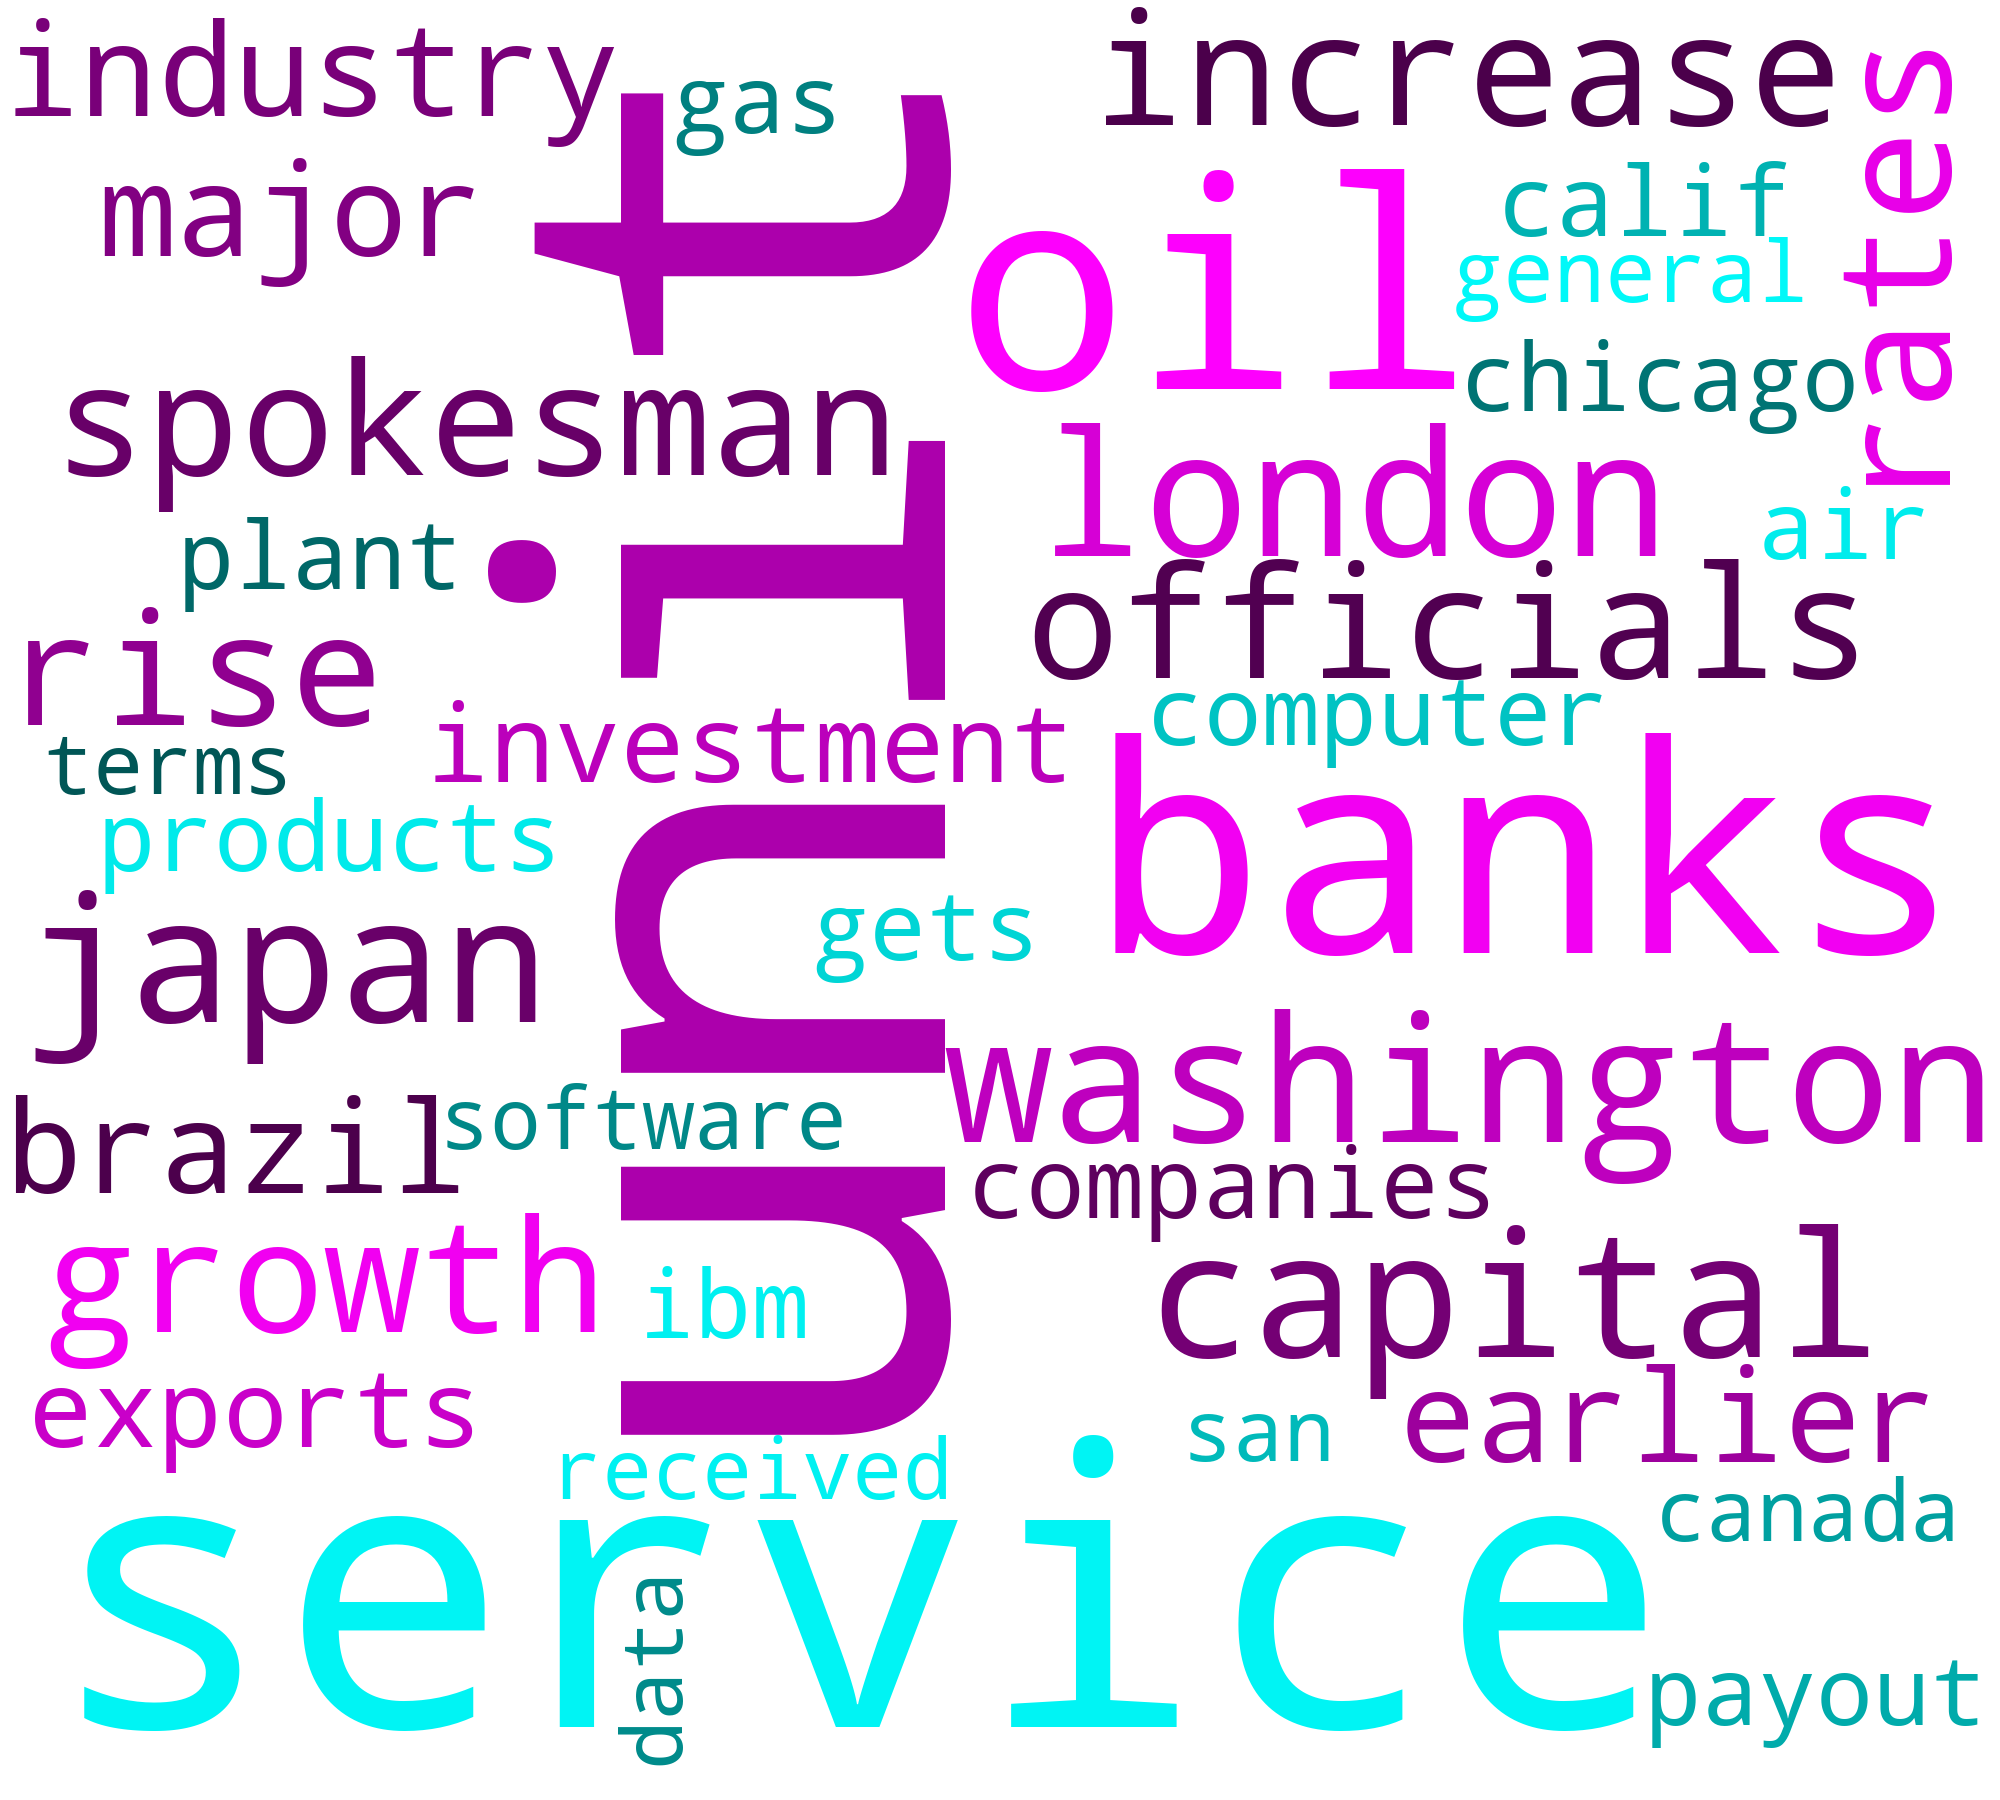 industry
gas
increase
rates
major
unit
oil
calif
general
chicago
spokesman
london
air
plant
officials
rise
investment
computer
terms
banks
products
gets
japan
washington
software
brazil
companies
growth
ibm
capital
exports
earlier
san
received
canada
service
data
payout